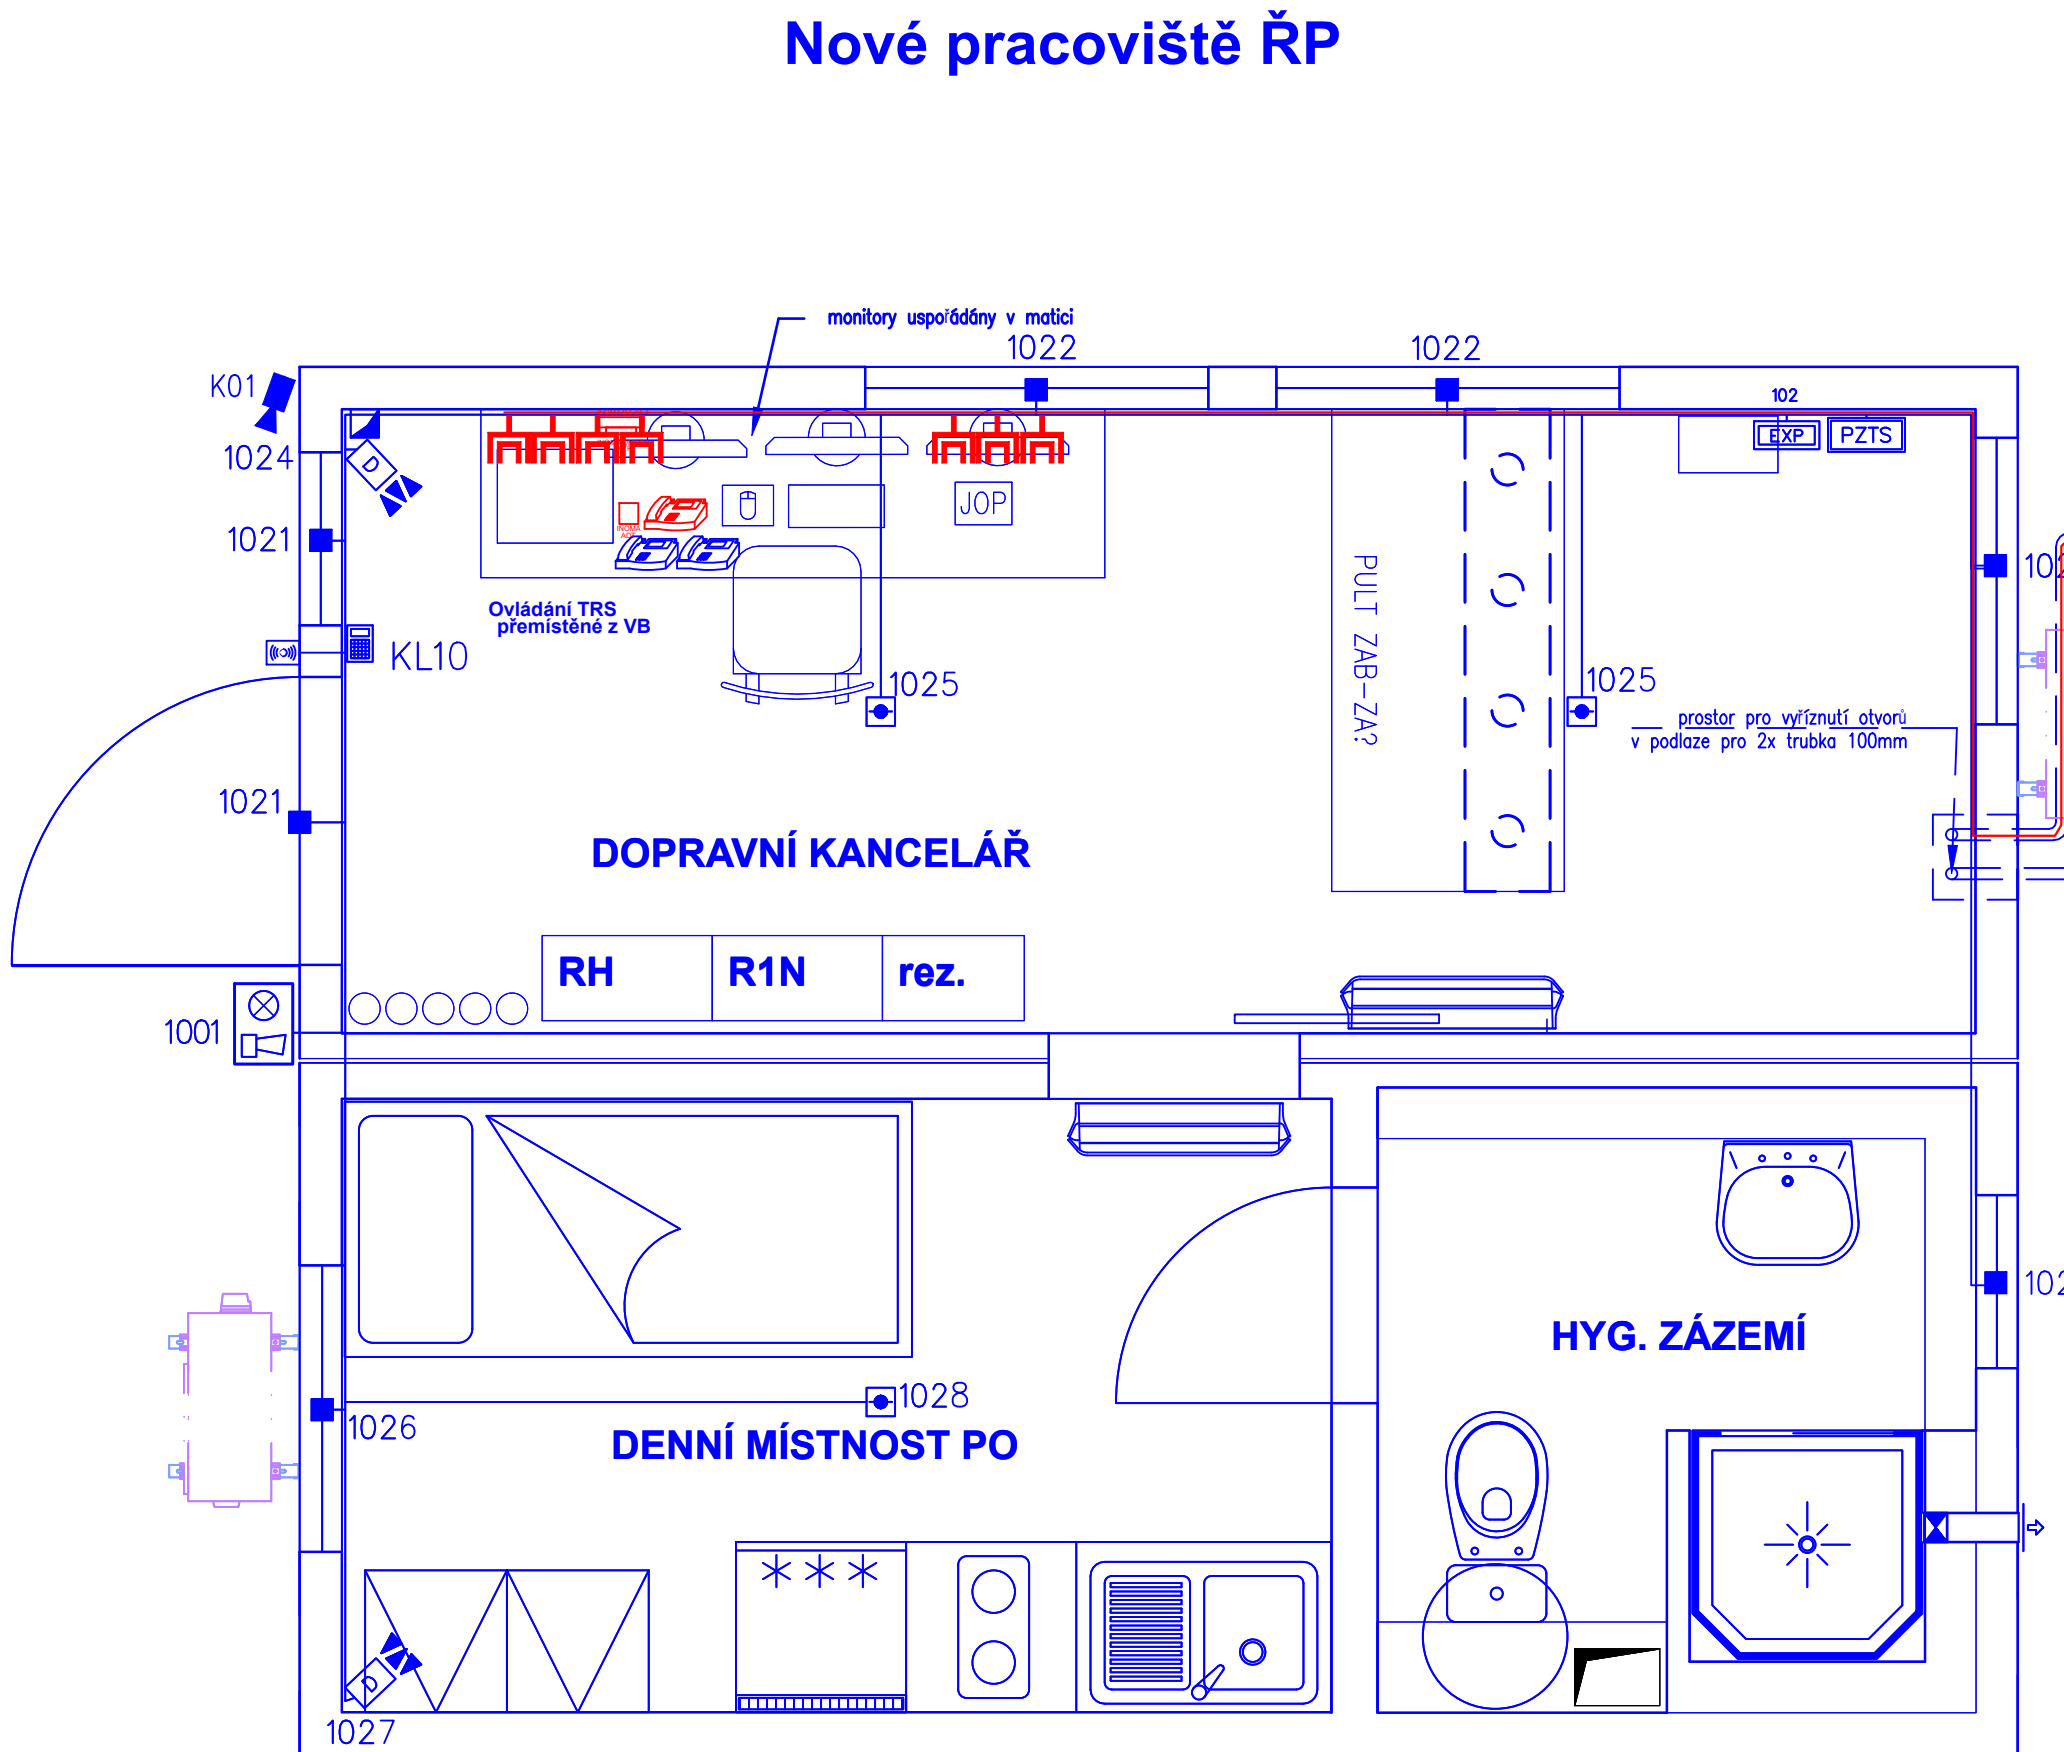 Nové pracoviště ŘP
monitory uspořádány v matici
1022
1022
K01
102
1024
D
EXP
PZTS
JOP
1021
INOMA
ADT
Ovládání TRS
přemístěné z VB
KL10
PULT ZAB-ZA?
1025
1025
prostor pro vyříznutí otvorů
v podlaze pro 2x trubka 100mm
1021
DOPRAVNÍ KANCELÁŘ
RH
R1N
rez.
1001
HYG. ZÁZEMÍ
1028
1026
DENNÍ MÍSTNOST PO
D
1027